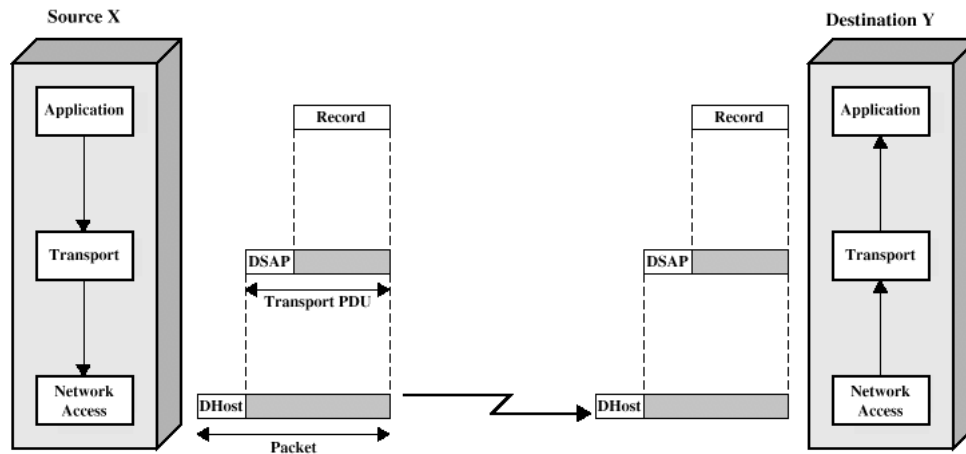 Source X
Destination Y
Application
Record
Record
Application
Transport
DSAP
DSAP
Transport
Transport PDU
Network
Access
DHost
DHost
Network
Access
Packet